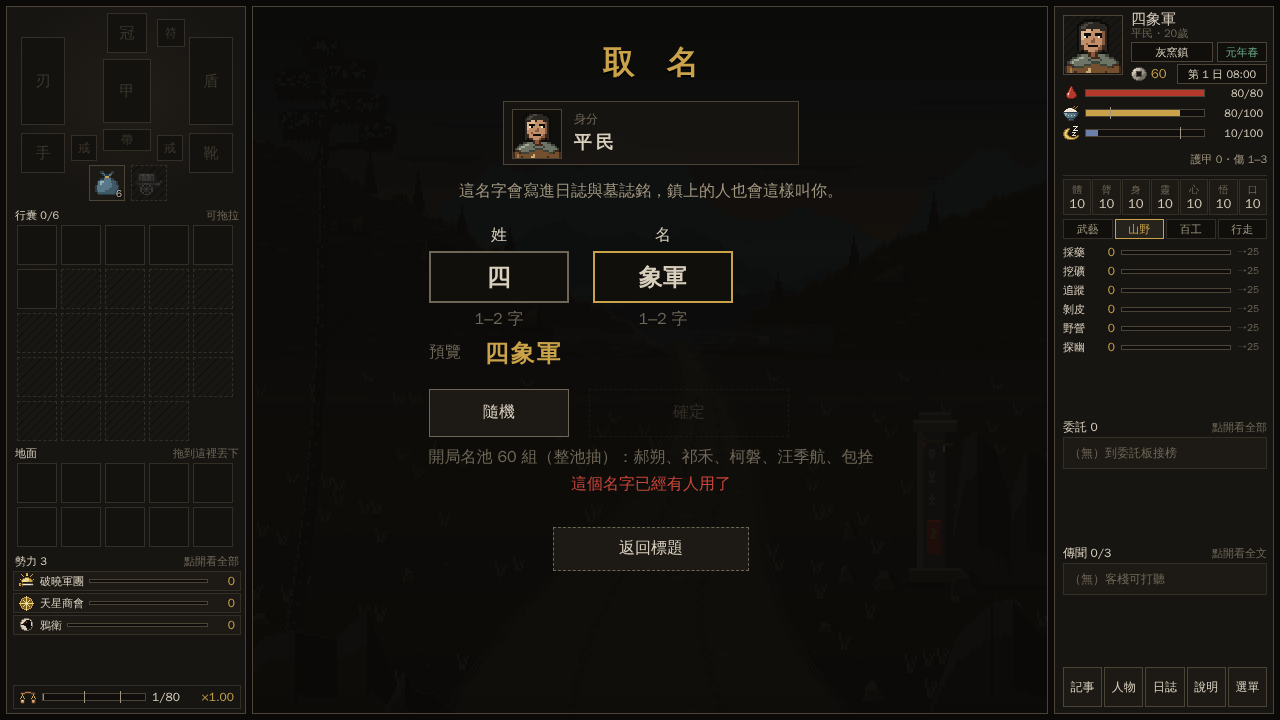 冠
符
刃
甲
盾
手
戒
帶
戒
靴
6
行囊 0/6
可拖拉
地面
拖到這裡丟下
勢力 3
點開看全部
破曉軍團
0
天星商會
0
鴉衛
0
1/80
×1.00
取 名
身分
平民
這名字會寫進日誌與墓誌銘，鎮上的人也會這樣叫你。
姓
名
四
象軍
1–2 字
1–2 字
預覽
四象軍
隨機
確定
開局名池 60 組（整池抽）：郝朔、祁禾、柯磐、汪季航、包拴
這個名字已經有人用了
返回標題
四象軍
平民・20歲
灰窯鎮
元年春
60
第 1 日 08:00
80/80
80/100
10/100
護甲 0・傷 1–3
體
臂
身
靈
心
悟
口
10
10
10
10
10
10
10
武藝
山野
百工
行走
採藥
0
→25
挖礦
0
→25
追蹤
0
→25
剝皮
0
→25
野營
0
→25
探幽
0
→25
委託 0
點開看全部
（無）到委託板接榜
傳聞 0/3
點開看全文
（無）客棧可打聽
記事
人物
日誌
說明
選單